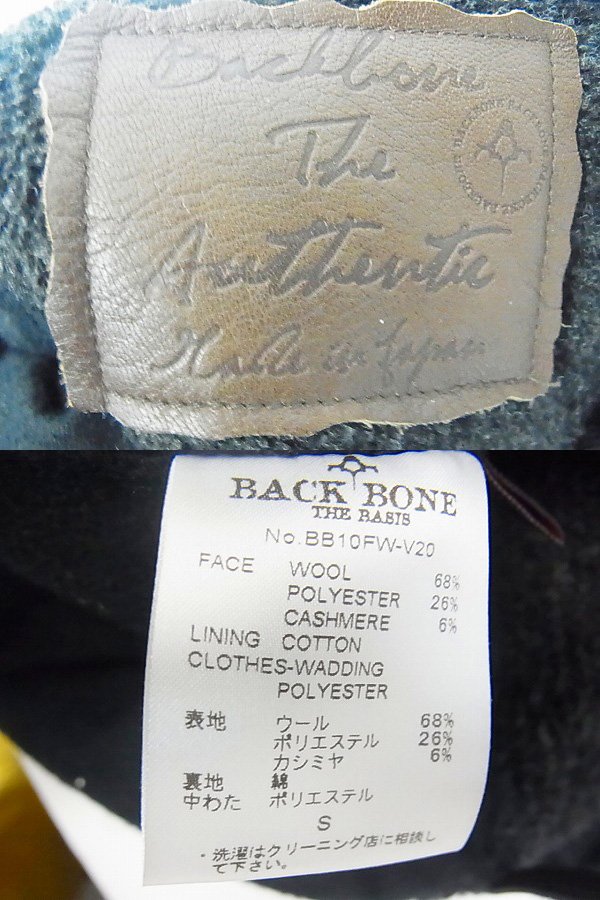 Backbone
The
Authentic
Made in Japan
BACK BONE
THE BASIS
No.BB10FW-V20
FACE WOOL 68%
POLYESTER 26%
CASHMERE 6%
LINING COTTON
CLOTHES-WADDING
POLYESTER
表地 ウール 68%
ポリエステル 26%
カシミヤ 6%
裏地 綿
中わた ポリエステル
S
・洗濯はクリーニング店に相談し
て下さい。